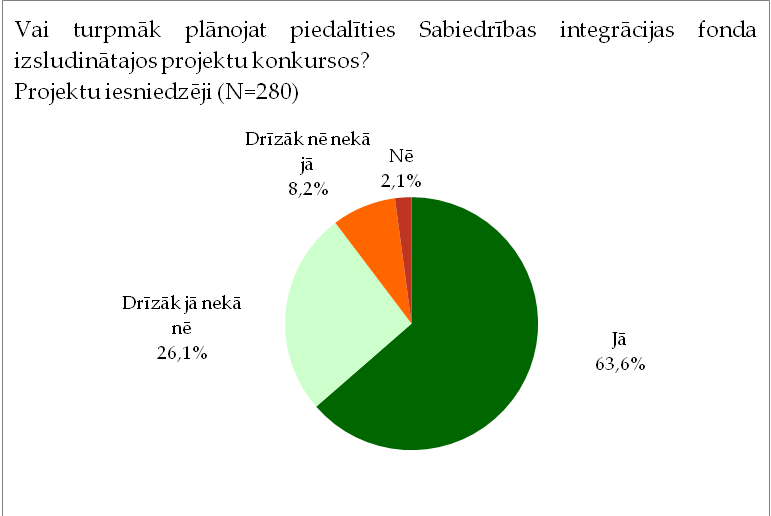 Vai turpmāk plānojat piedalīties Sabiedrības integrācijas fonda
izsludinātajos projektu konkursos?
Projektu iesniedzēji (N=280)
Drīzāk nē nekā
jā
8,2%
Nē
2,1%
Drīzāk jā nekā
nē
26,1%
Jā
63,6%